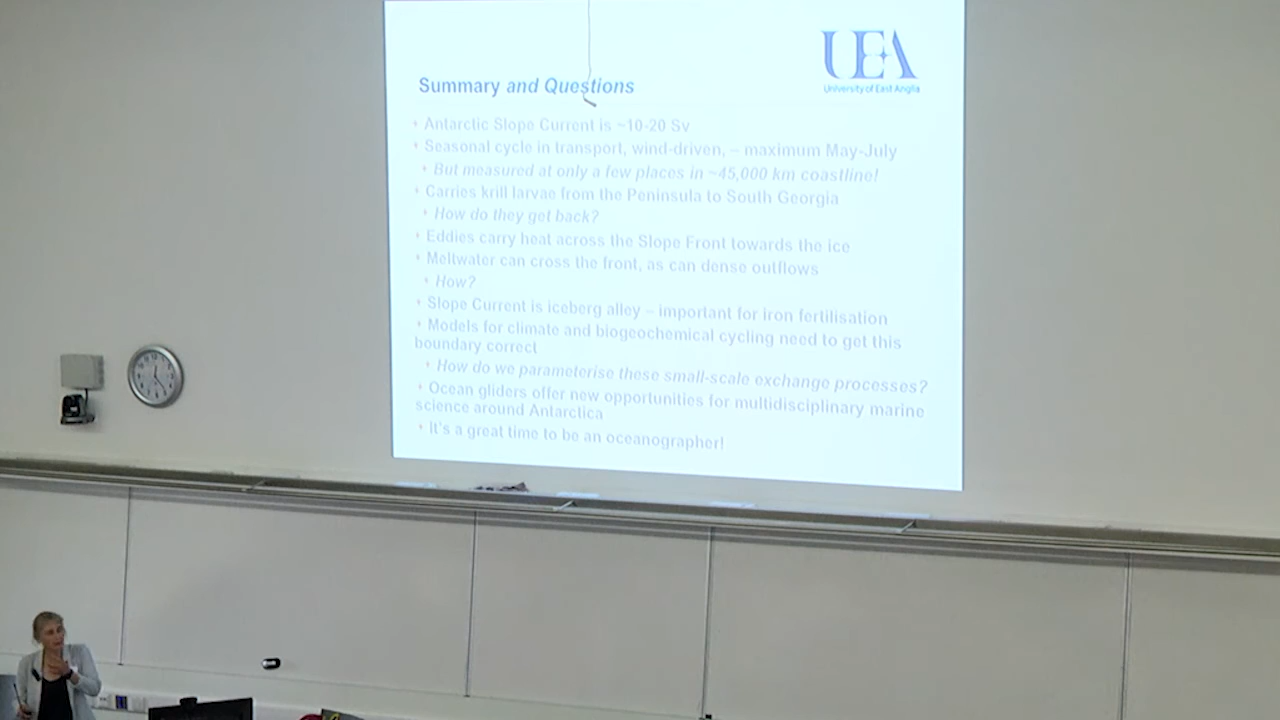 UEA
University of East Anglia
Summary and Questions
Antarctic Slope Current is ~10-20 Sv
Seasonal cycle in transport, wind-driven, – maximum May-July
But measured at only a few places in ~45,000 km coastline!
Carries krill larvae from the Peninsula to South Georgia
How do they get back?
Eddies carry heat across the Slope Front towards the ice
Meltwater can cross the front, as can dense outflows
How?
Slope Current is iceberg alley – important for iron fertilisation
Models for climate and biogeochemical cycling need to get this
boundary correct
How do we parameterise these small-scale exchange processes?
Ocean gliders offer new opportunities for multidisciplinary marine
science around Antarctica
It's a great time to be an oceanographer!